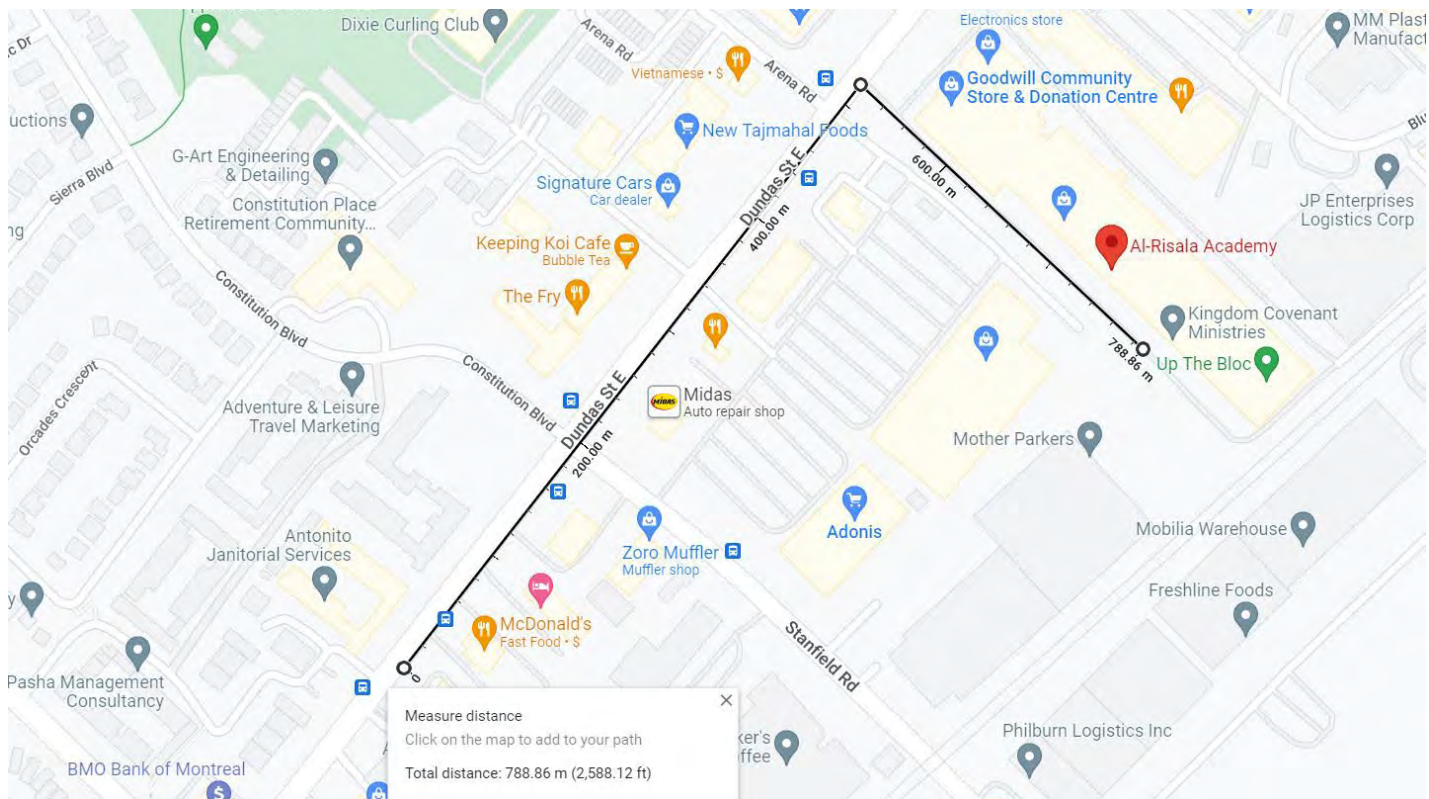 Dixie Curling Club
Arena Rd
Vietnamese • $
Arena Rd
Electronics store
Goodwill Community
Store & Donation Centre
MM Plast
Manufact
uctions
New Tajmahal Foods
G-Art Engineering
& Detailing
Sierra Blvd
Signature Cars
Car dealer
Constitution Place
Retirement Community...
Dundas St E
400.00 m
600.00 m
JP Enterprises
Logistics Corp
Al-Risala Academy
Keeping Koi Cafe
Bubble Tea
The Fry
Constitution Blvd
Kingdom Covenant
Ministries
788.86 m
Up The Bloc
Constitution Blvd
Orcades Crescent
Adventure & Leisure
Travel Marketing
Dundas St E
200.00 m
MIDAS
Midas
Auto repair shop
Mother Parkers
Adonis
Mobilia Warehouse
Antonito
Janitorial Services
Zoro Muffler
Muffler shop
Freshline Foods
McDonald's
Fast Food • $
Stanfield Rd
0
Pasha Management
Consultancy
Measure distance
Click on the map to add to your path
Total distance: 788.86 m (2,588.12 ft)
ker's
ffee
Philburn Logistics Inc
BMO Bank of Montreal